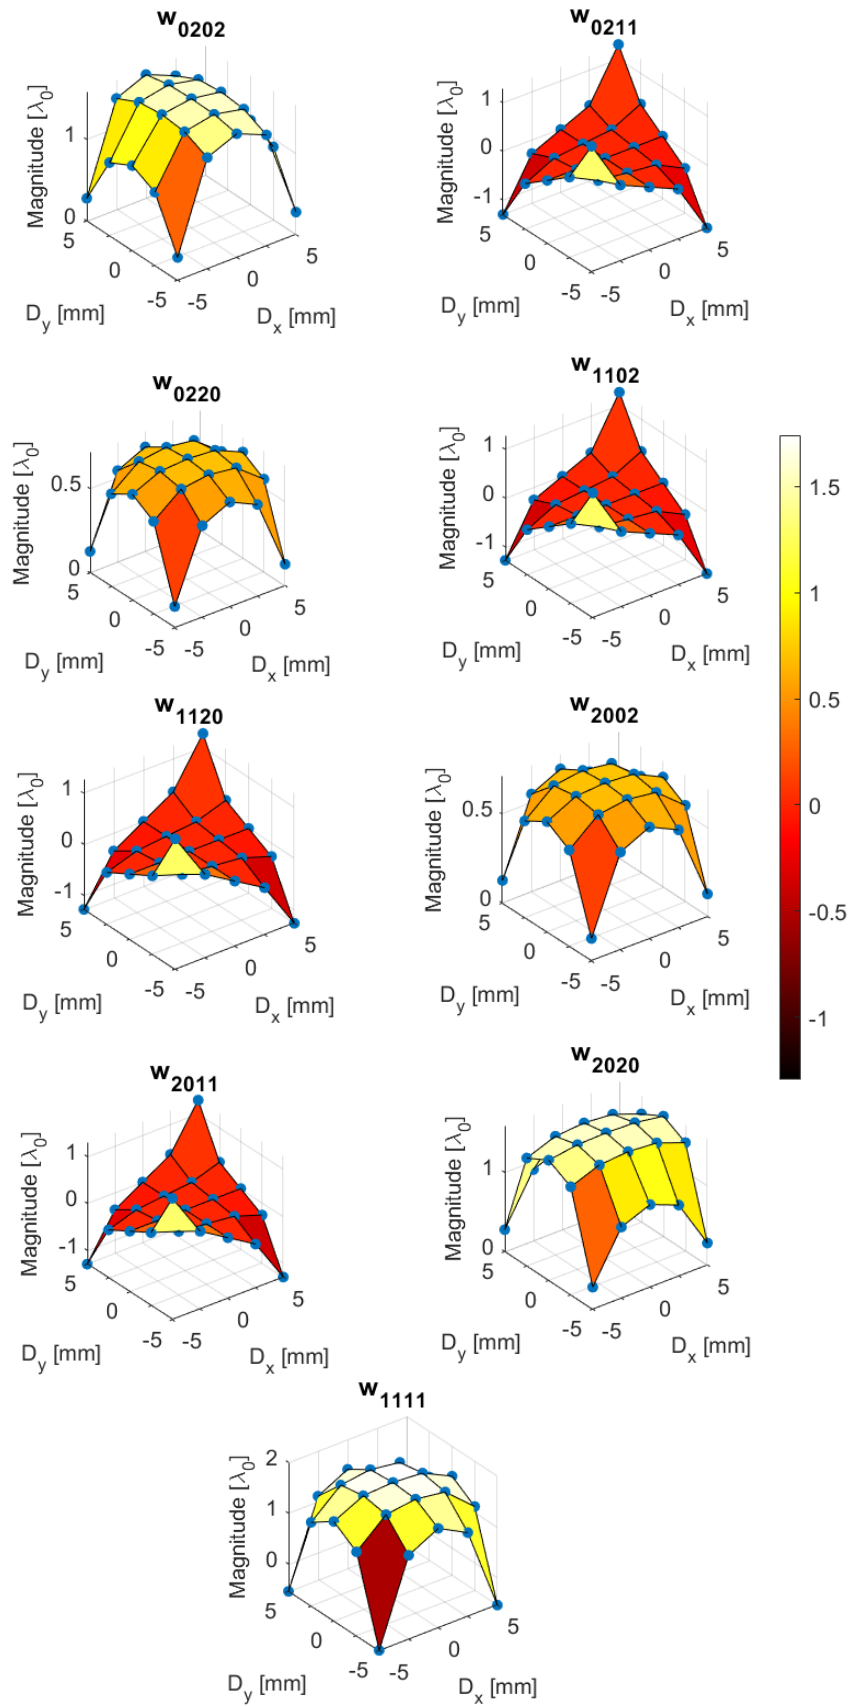 w0202
Magnitude [λ0]
1
0
5
0
-5
-5
0
5
Dy [mm]
Dx [mm]
w0211
Magnitude [λ0]
1
0
-1
5
0
-5
-5
0
5
Dy [mm]
Dx [mm]
w0220
Magnitude [λ0]
0.5
0
5
0
-5
-5
0
5
Dy [mm]
Dx [mm]
w1102
Magnitude [λ0]
1
0
-1
5
0
-5
-5
0
5
Dy [mm]
Dx [mm]
w1120
Magnitude [λ0]
1
0
-1
5
0
-5
-5
0
5
Dy [mm]
Dx [mm]
w2002
Magnitude [λ0]
0.5
0
5
0
-5
-5
0
5
Dy [mm]
Dx [mm]
w2011
Magnitude [λ0]
1
0
-1
5
0
-5
-5
0
5
Dy [mm]
Dx [mm]
w2020
Magnitude [λ0]
1
0
5
0
-5
-5
0
5
Dy [mm]
Dx [mm]
w1111
Magnitude [λ0]
2
1
0
5
0
-5
-5
0
5
Dy [mm]
Dx [mm]
1.5
1
0.5
0
-0.5
-1